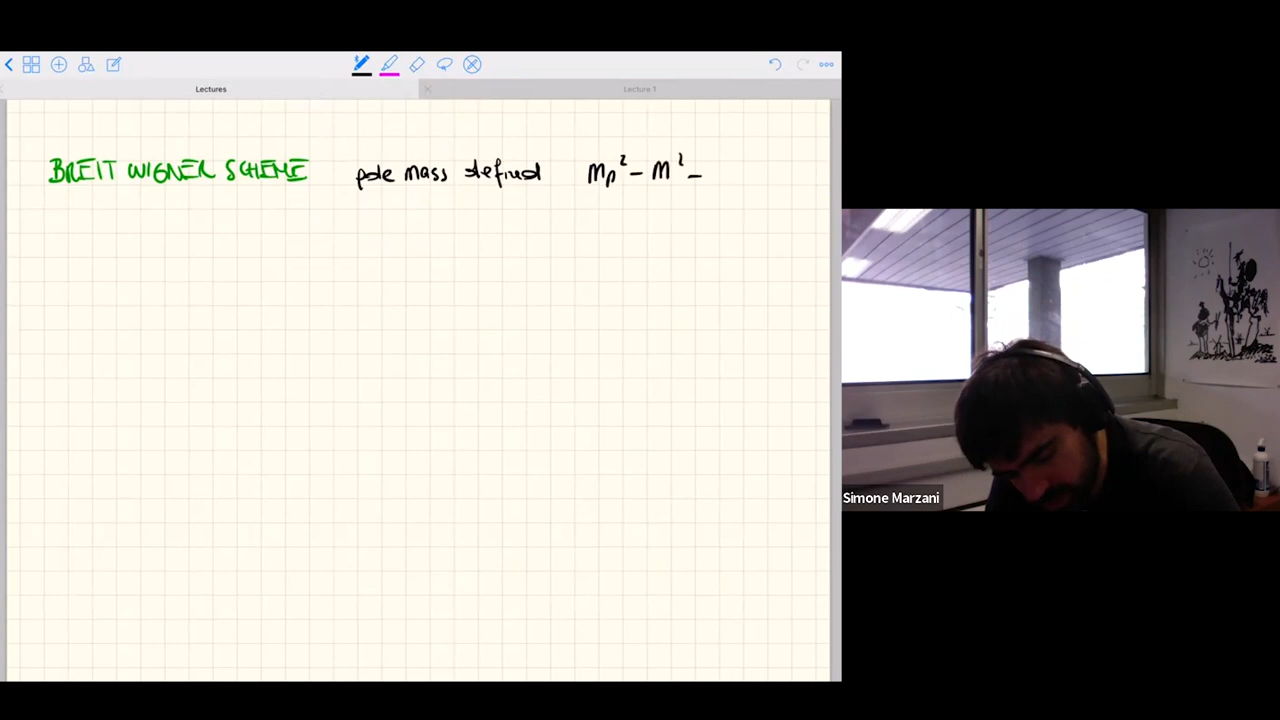 Lectures
Lecture 1
BREIT WIGNER SCHEME pole mass defined mp² - m² -
Simone Marzani